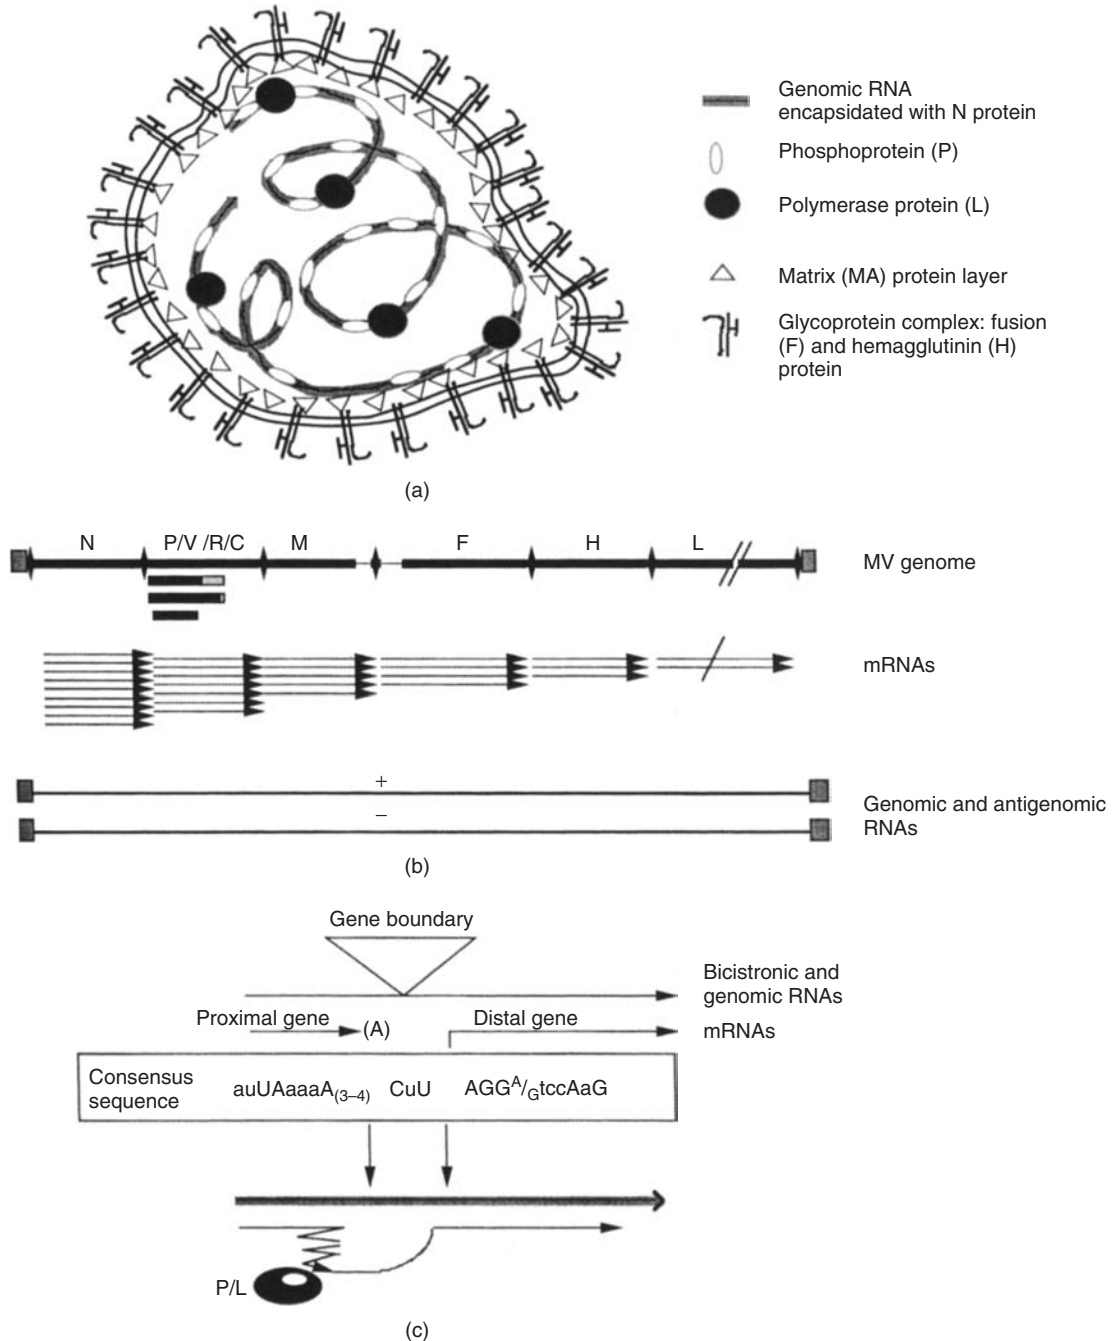 Genomic RNA
encapsidated with N protein
Phosphoprotein (P)
Polymerase protein (L)
Matrix (MA) protein layer
Glycoprotein complex: fusion
(F) and hemagglutinin (H)
protein
(a)
N P/V /R/C M F H L
MV genome
mRNAs
+
−
Genomic and antigenomic
RNAs
(b)
Gene boundary
Bicistronic and
genomic RNAs
Proximal gene (A) Distal gene
mRNAs
Consensus
sequence
auUAaaaA(3–4) CuU AGGA/GtccAaG
P/L
(c)